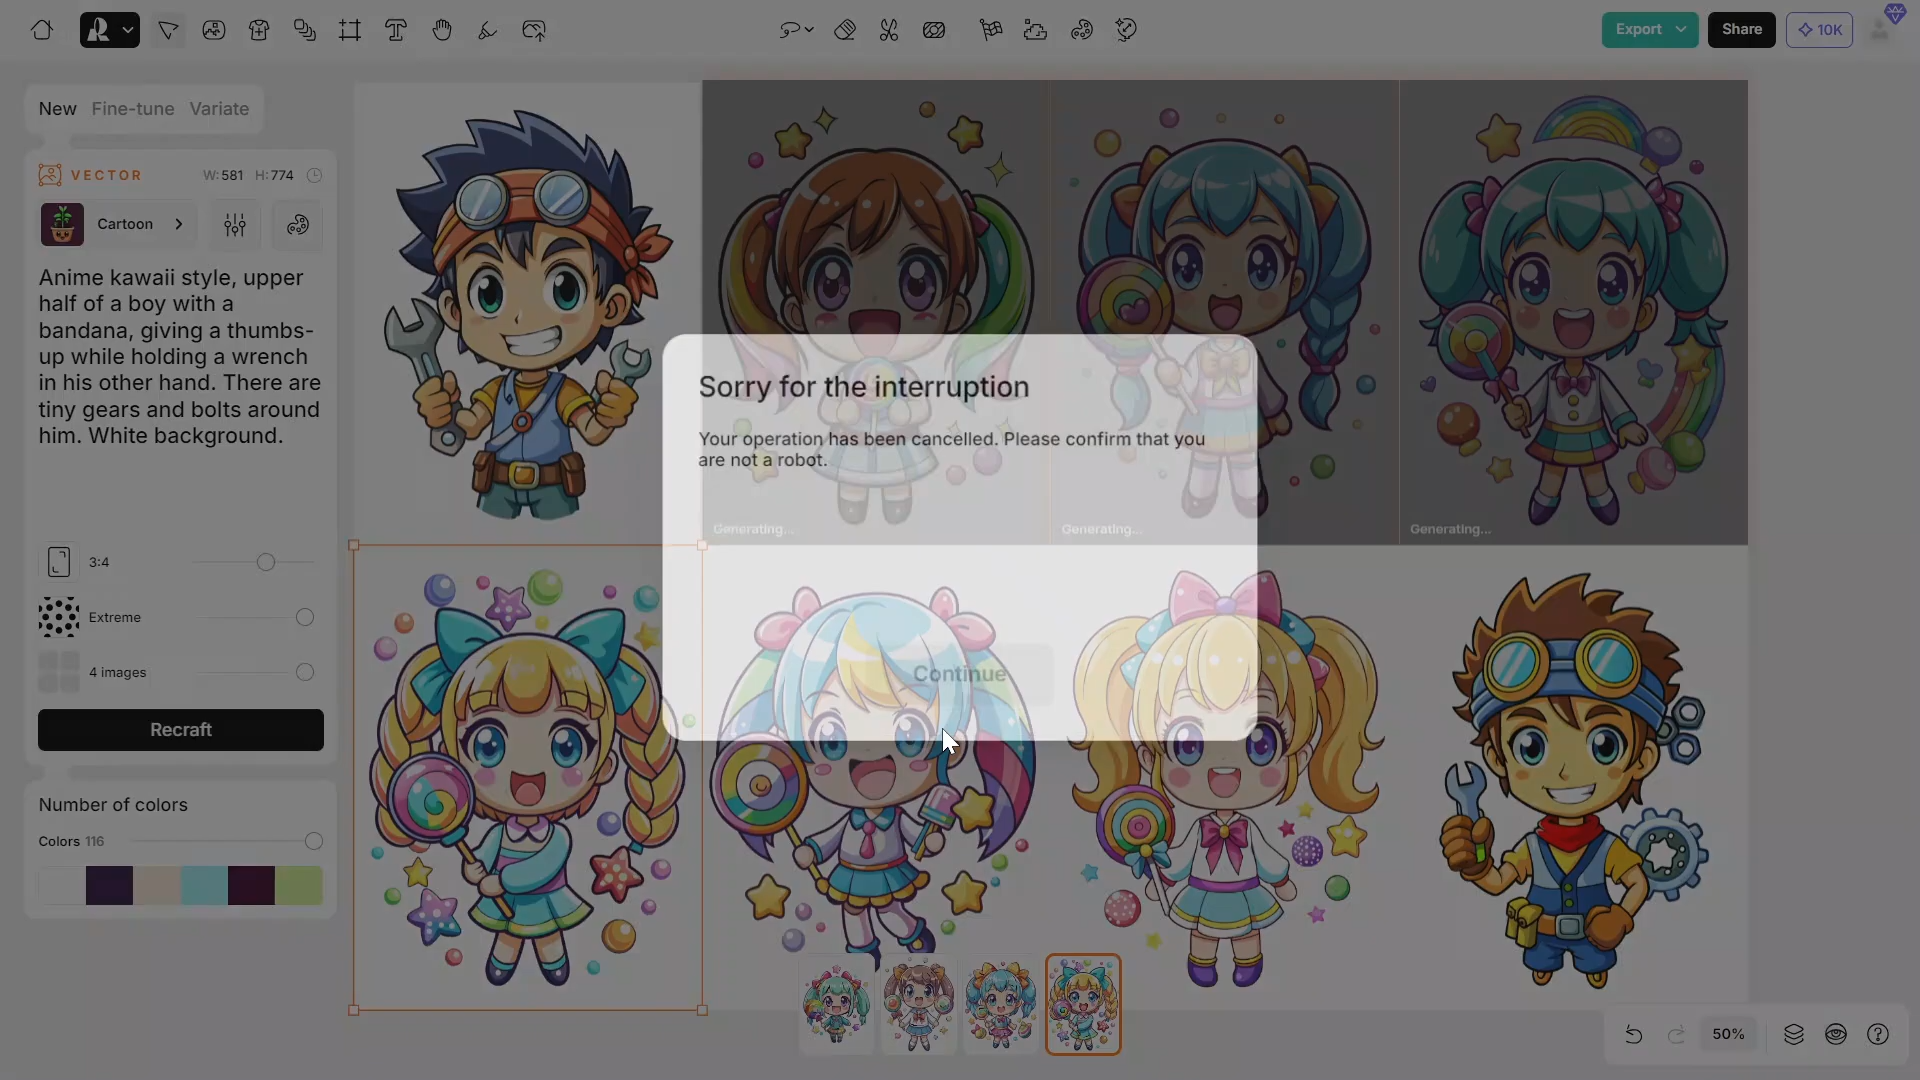 Export
Share
10K
New
Fine-tune
Variate
VECTOR
W:581
H:774
Cartoon
Anime kawaii style, upper
half of a boy with a
bandana, giving a thumbs-
up while holding a wrench
in his other hand. There are
tiny gears and bolts around
him. White background.
3:4
Extreme
4 images
Recraft
Number of colors
Colors 116
Sorry for the interruption
Your operation has been cancelled. Please confirm that you
are not a robot.
Generating...
Generating...
Generating...
Continue
50%